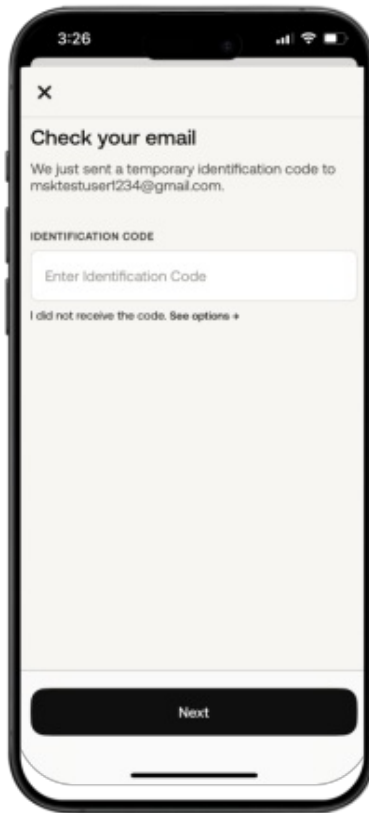 3:26
Check your email
We just sent a temporary identification code to
msktestuser1234@gmail.com.
IDENTIFICATION CODE
Enter Identification Code
I did not receive the code. See options →
Next